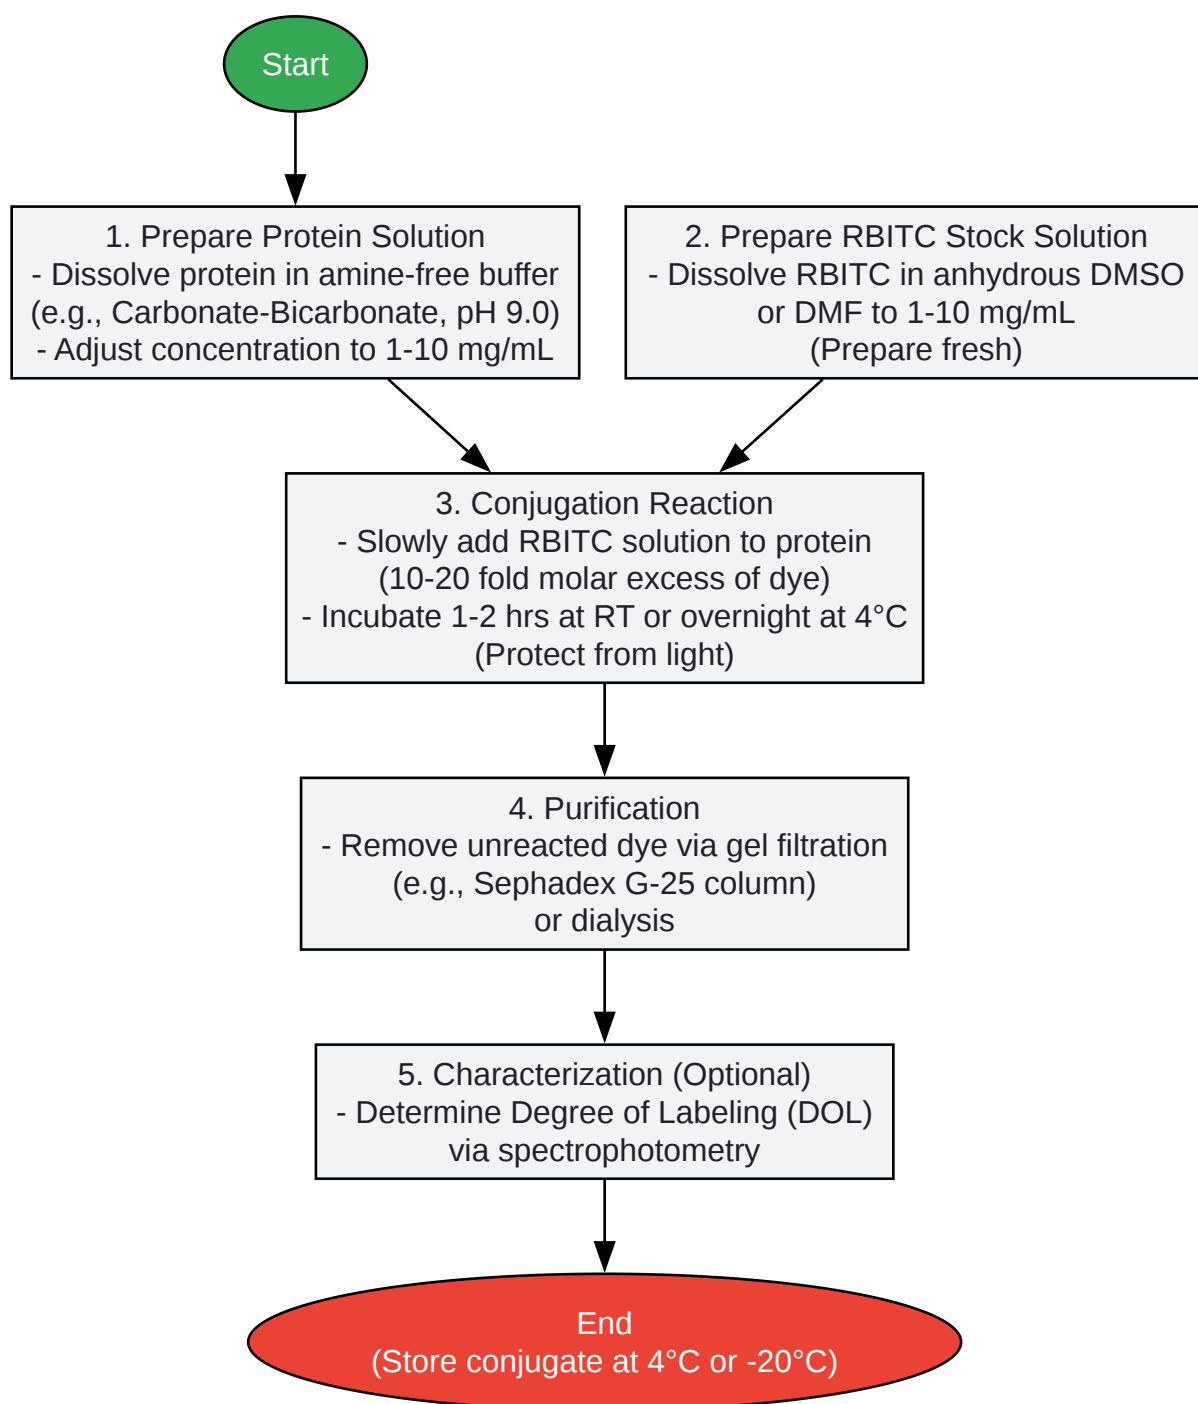 Start
1. Prepare Protein Solution
- Dissolve protein in amine-free buffer
(e.g., Carbonate-Bicarbonate, pH 9.0)
- Adjust concentration to 1-10 mg/mL
2. Prepare RBITC Stock Solution
- Dissolve RBITC in anhydrous DMSO
or DMF to 1-10 mg/mL
(Prepare fresh)
3. Conjugation Reaction
- Slowly add RBITC solution to protein
(10-20 fold molar excess of dye)
- Incubate 1-2 hrs at RT or overnight at 4°C
(Protect from light)
4. Purification
- Remove unreacted dye via gel filtration
(e.g., Sephadex G-25 column)
or dialysis
5. Characterization (Optional)
- Determine Degree of Labeling (DOL)
via spectrophotometry
End
(Store conjugate at 4°C or -20°C)